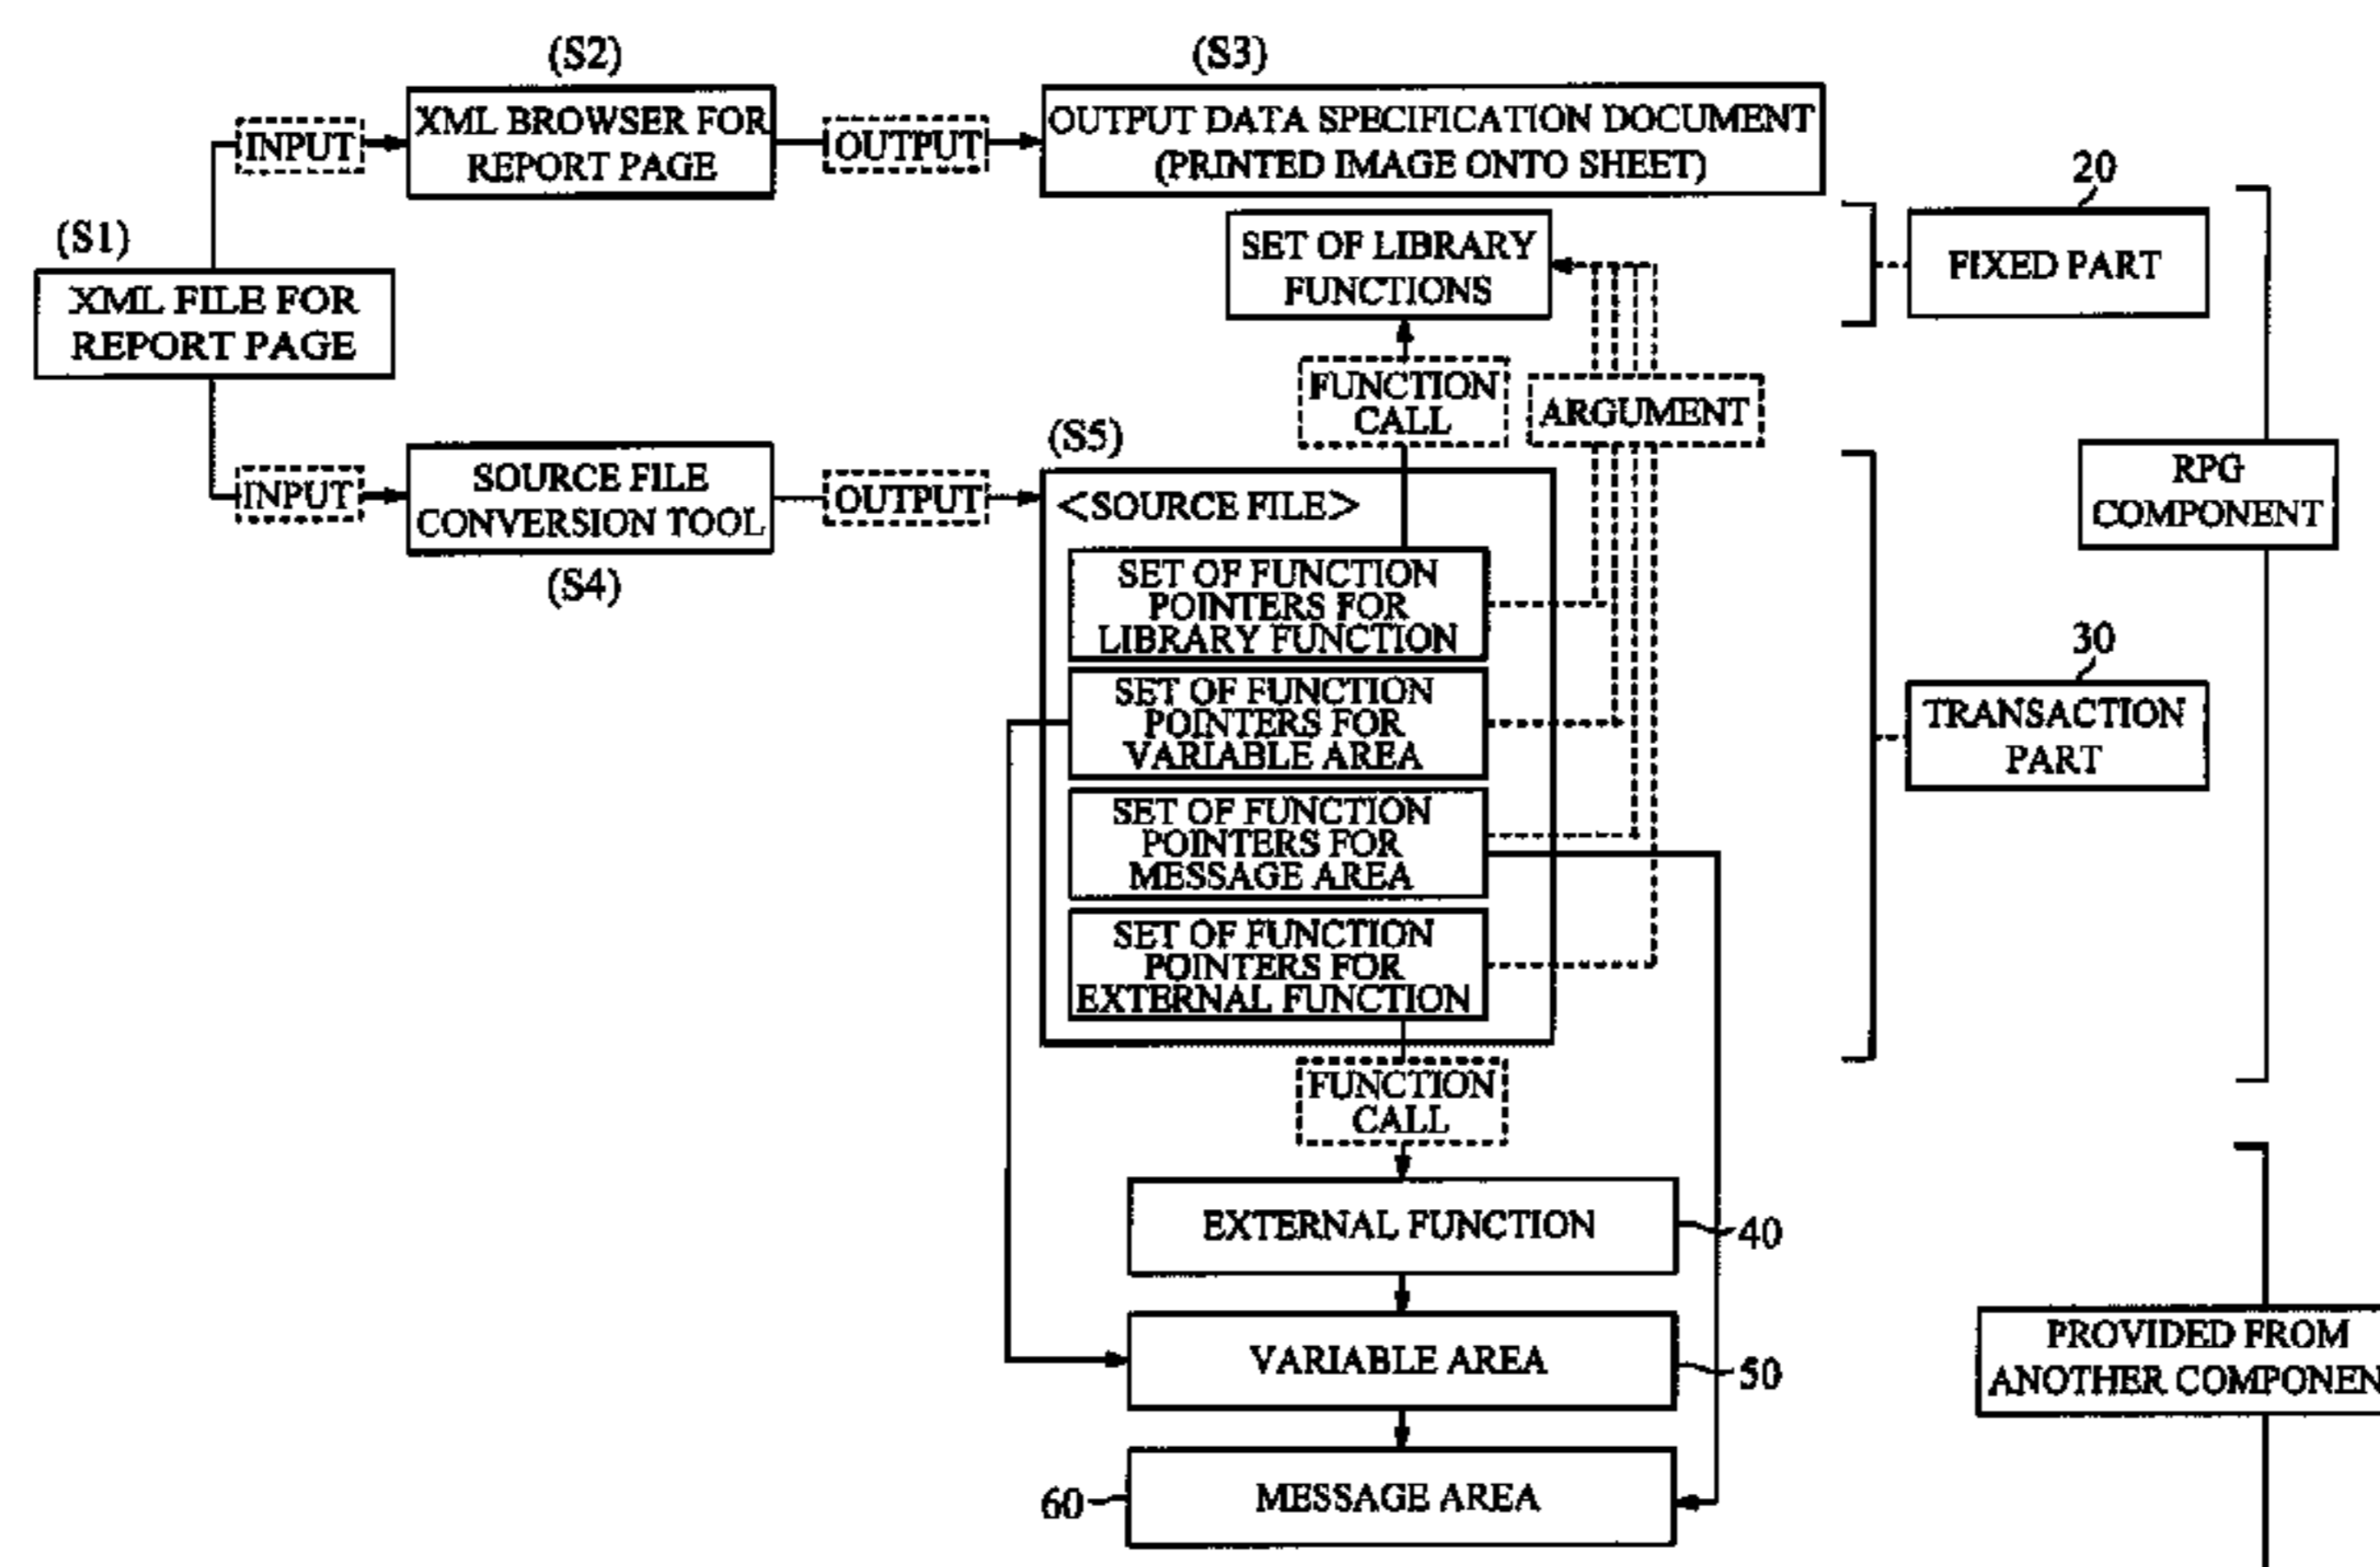 (S2)
(S3)
INPUT
XML BROWSER FOR
REPORT PAGE
OUTPUT
OUTPUT DATA SPECIFICATION DOCUMENT
(PRINTED IMAGE ONTO SHEET)
20
(S1)
XML FILE FOR
REPORT PAGE
SET OF LIBRARY
FUNCTIONS
FIXED PART
FUNCTION
CALL
ARGUMENT
RPG
COMPONENT
INPUT
SOURCE FILE
CONVERSION TOOL
(S4)
OUTPUT
(S5)
<SOURCE FILE>
SET OF FUNCTION
POINTERS FOR
LIBRARY FUNCTION
SET OF FUNCTION
POINTERS FOR
VARIABLE AREA
SET OF FUNCTION
POINTERS FOR
MESSAGE AREA
SET OF FUNCTION
POINTERS FOR
EXTERNAL FUNCTION
30
TRANSACTION
PART
FUNCTION
CALL
EXTERNAL FUNCTION
40
VARIABLE AREA
50
60
MESSAGE AREA
PROVIDED FROM
ANOTHER COMPONEN